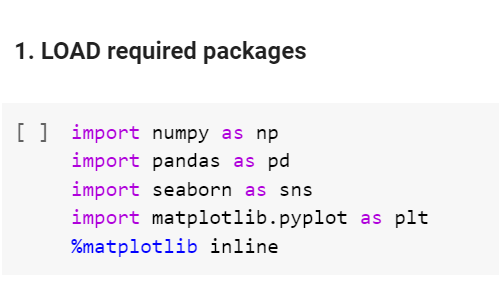 1. LOAD required packages
[ ] import numpy as np
import pandas as pd
import seaborn as sns
import matplotlib.pyplot as plt
%matplotlib inline